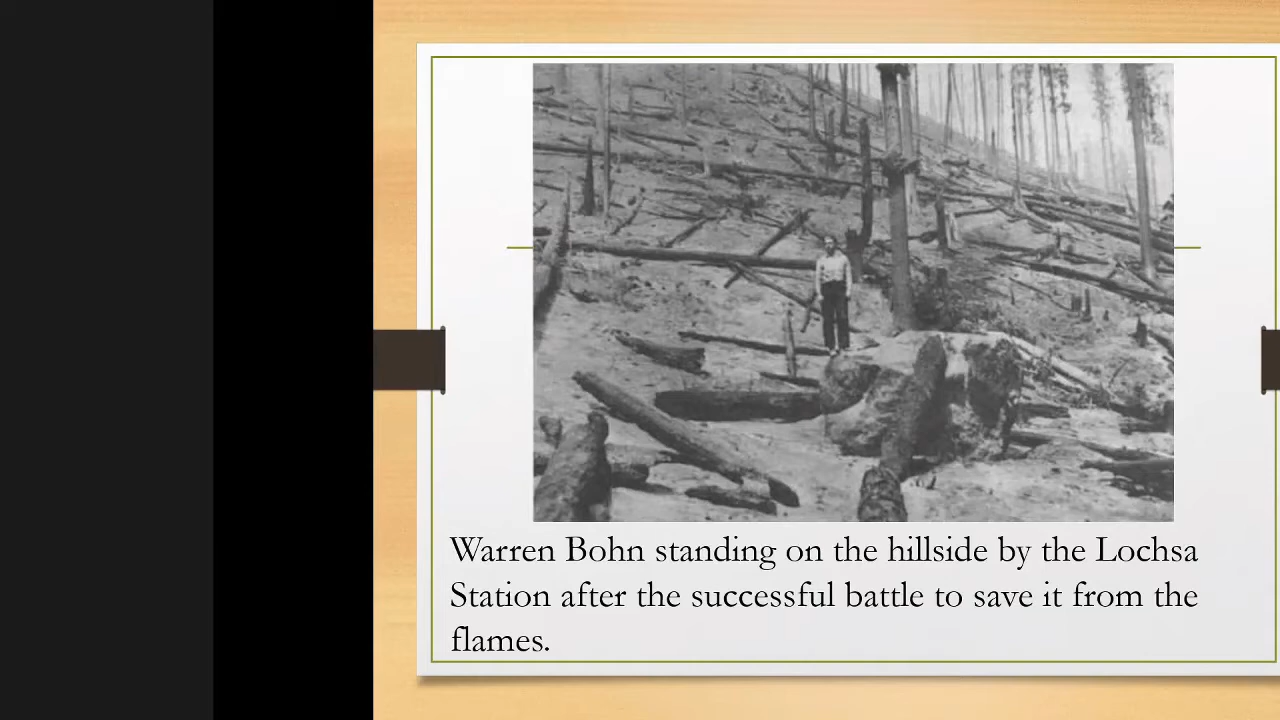 Warren Bohn standing on the hillside by the Lochsa
Station after the successful battle to save it from the
flames.